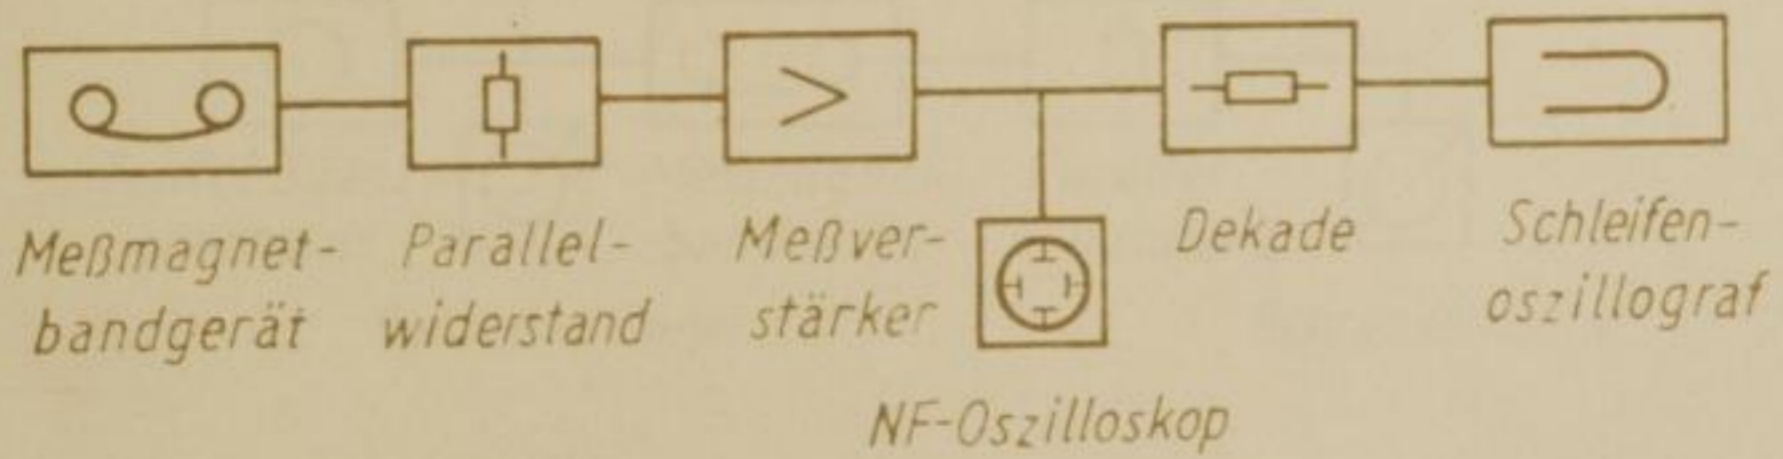 Meßmagnet-
bandgerät
Parallel-
widerstand
Meßver-
stärker
NF-Oszilloskop
Dekade
Schleifen-
oszillograf